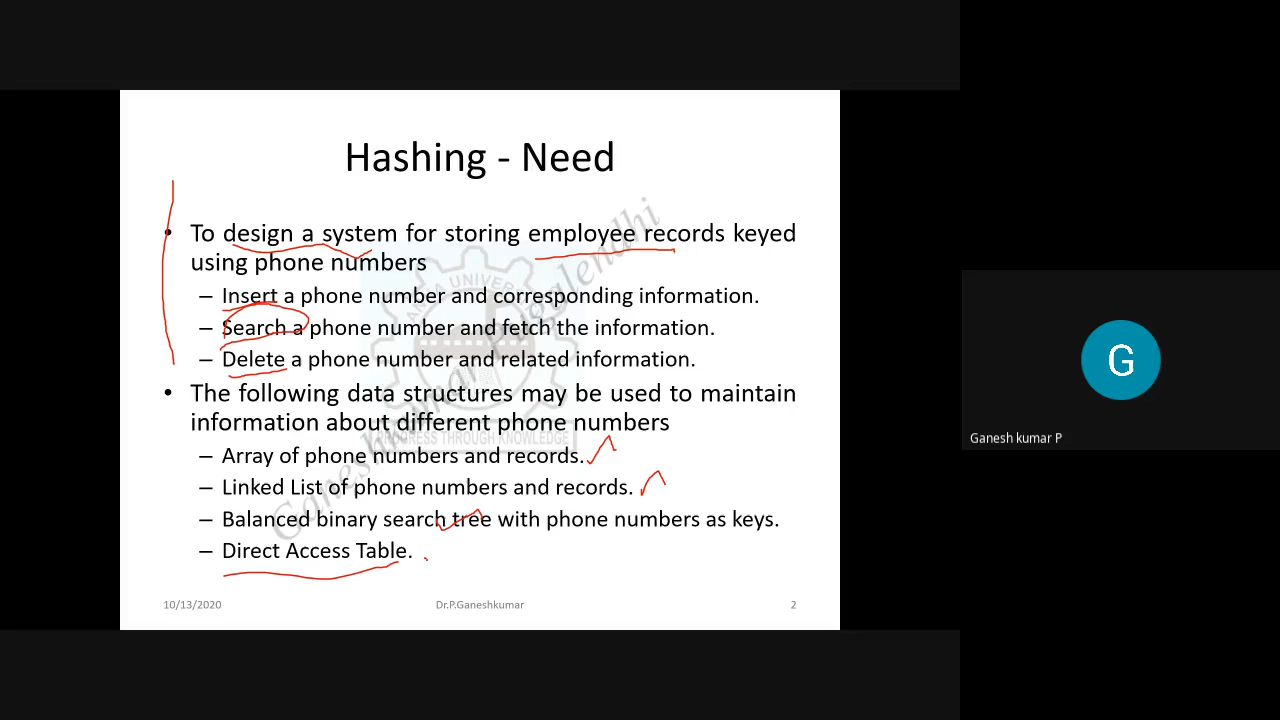 Hashing - Need
• To design a system for storing employee records keyed
using phone numbers
– Insert a phone number and corresponding information.
– Search a phone number and fetch the information.
– Delete a phone number and related information.
• The following data structures may be used to maintain
information about different phone numbers
– Array of phone numbers and records.
– Linked List of phone numbers and records.
– Balanced binary search tree with phone numbers as keys.
– Direct Access Table.
10/13/2020
Dr.P.Ganeshkumar
2
PROGRESS THROUGH KNOWLEDGE
G
Ganesh kumar P